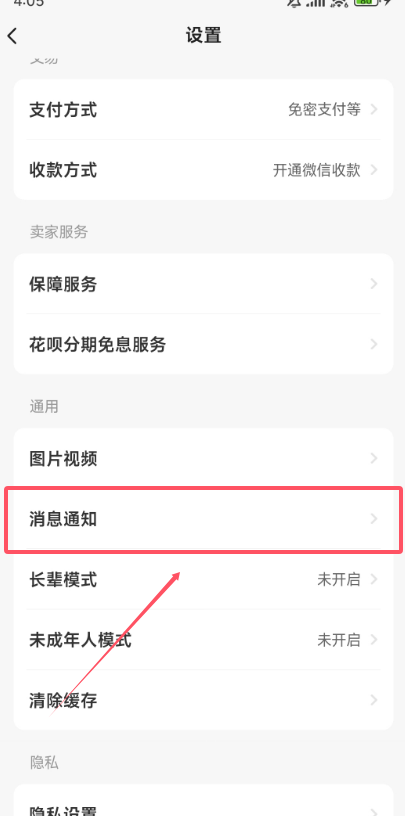 4:05
80
设置
交易
支付方式 免密支付等
收款方式 开通微信收款
卖家服务
保障服务
花呗分期免息服务
通用
图片视频
消息通知
长辈模式 未开启
未成年人模式 未开启
清除缓存
隐私
隐私设置